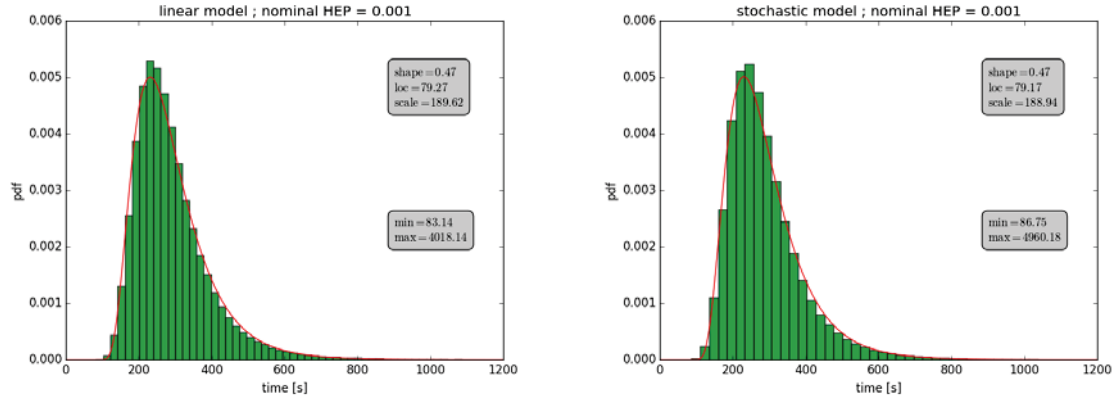 linear model ; nominal HEP = 0.001
0.006
0.005
0.004
0.003
0.002
0.001
0.000
pdf
shape=0.47
loc=79.27
scale=189.62
min=83.14
max=4018.14
0
200
400
600
800
1000
1200
time [s]
stochastic model ; nominal HEP = 0.001
0.006
0.005
0.004
0.003
0.002
0.001
0.000
pdf
shape=0.47
loc=79.17
scale=188.94
min=86.75
max=4960.18
0
200
400
600
800
1000
1200
time [s]